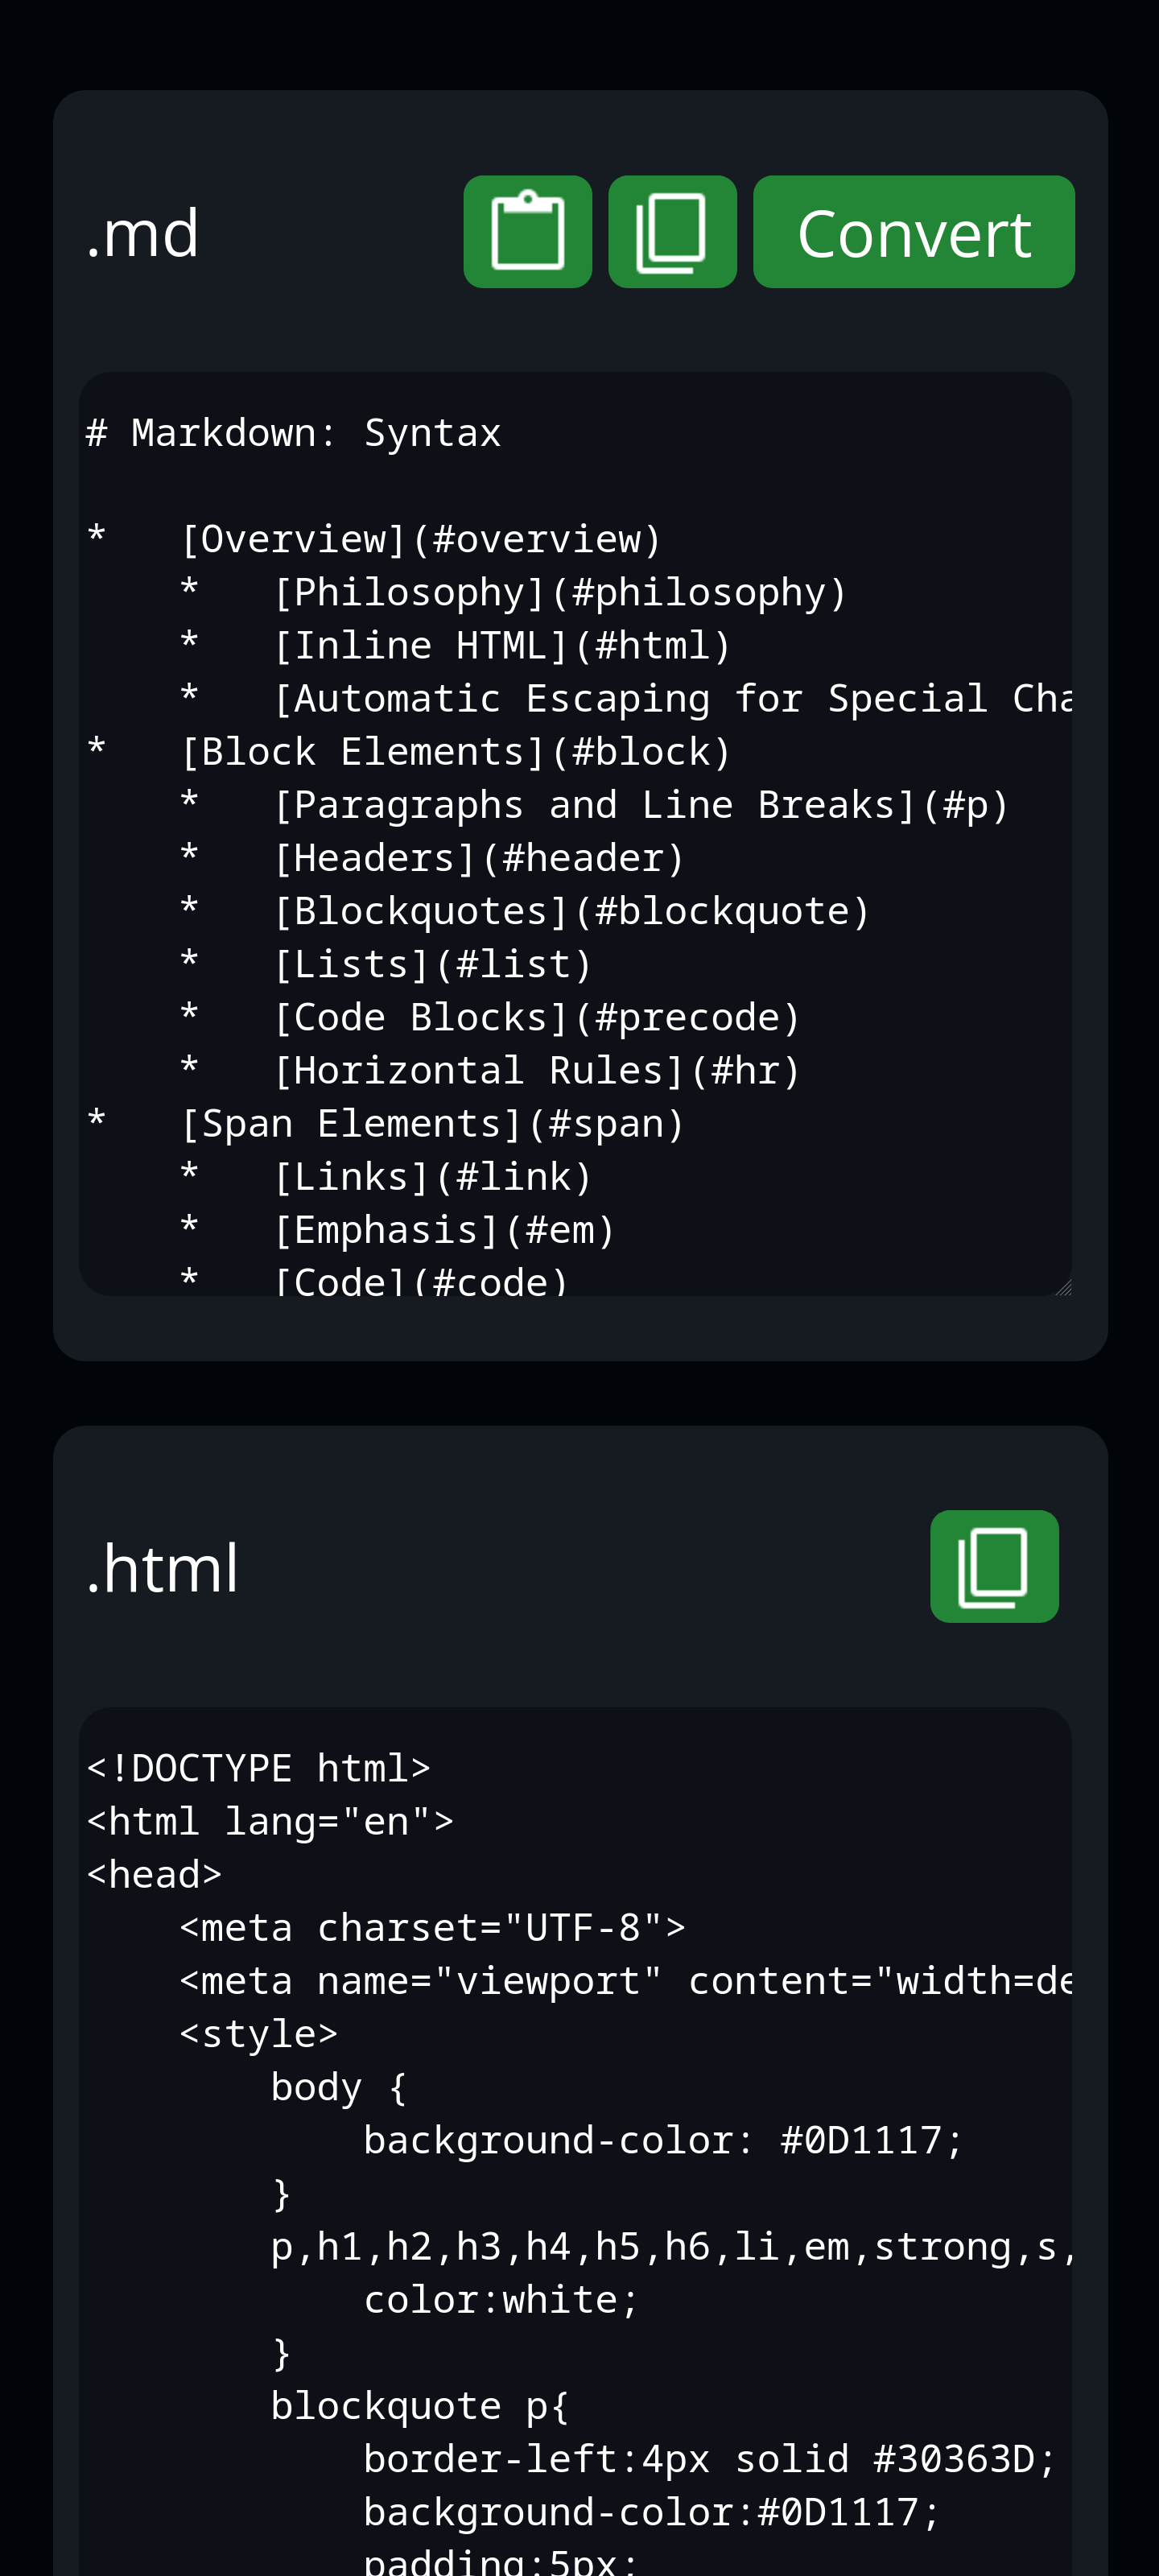 .md
Convert
# Markdown: Syntax
*   [Overview](#overview)
    *   [Philosophy](#philosophy)
    *   [Inline HTML](#html)
    *   [Automatic Escaping for Special Cha
*   [Block Elements](#block)
    *   [Paragraphs and Line Breaks](#p)
    *   [Headers](#header)
    *   [Blockquotes](#blockquote)
    *   [Lists](#list)
    *   [Code Blocks](#precode)
    *   [Horizontal Rules](#hr)
*   [Span Elements](#span)
    *   [Links](#link)
    *   [Emphasis](#em)
    *   [Code](#code)
.html
<!DOCTYPE html>
<html lang="en">
<head>
    <meta charset="UTF-8">
    <meta name="viewport" content="width=de
    <style>
        body {
            background-color: #0D1117;
        }
        p,h1,h2,h3,h4,h5,h6,li,em,strong,s,
            color:white;
        }
        blockquote p{
            border-left:4px solid #30363D;
            background-color:#0D1117;
            padding:5px;